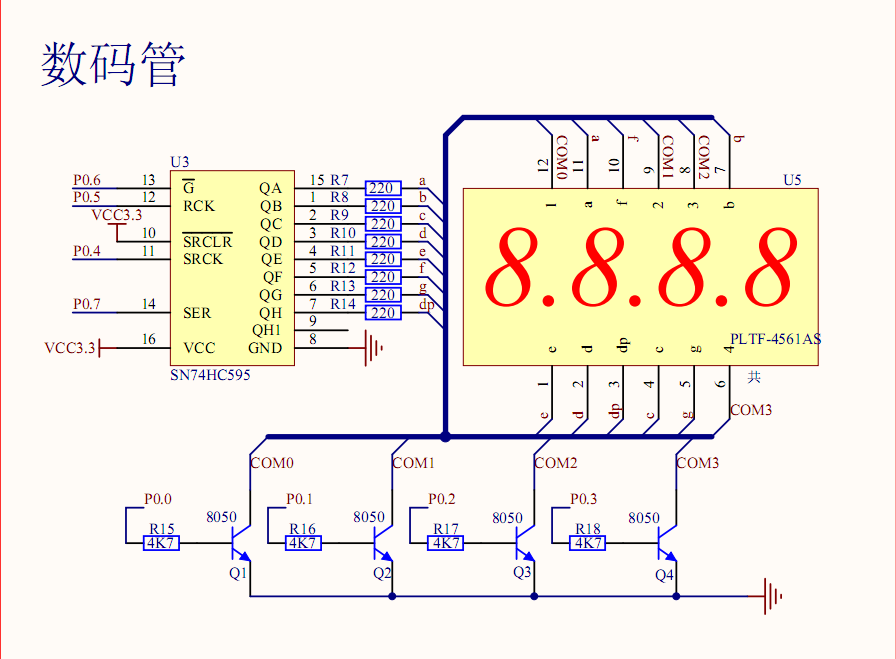 数码管
U3
P0.6 13 G QA 15 R7 220 a
P0.5 12 RCK QB 1 R8 220 b
VCC3.3 QC 2 R9 220 c
10 SRCLR QD 3 R10 220 d
P0.4 11 SRCK QE 4 R11 220 e
QF 5 R12 220 f
QG 6 R13 220 g
P0.7 14 SER QH 7 R14 220 dp
QH1 9
VCC3.3 16 VCC GND 8
SN74HC595
COM0 a f COM1 COM2 b
12 11 10 9 8 7
U5
1 a f 2 3 b
8.8.8.8
PLTF-4561AS
e d dp c g 4
共
1 2 3 4 5 6
e d dp c g COM3
COM0 COM1 COM2 COM3
P0.0 P0.1 P0.2 P0.3
8050 8050 8050 8050
R15 R16 R17 R18
4K7 4K7 4K7 4K7
Q1 Q2 Q3 Q4